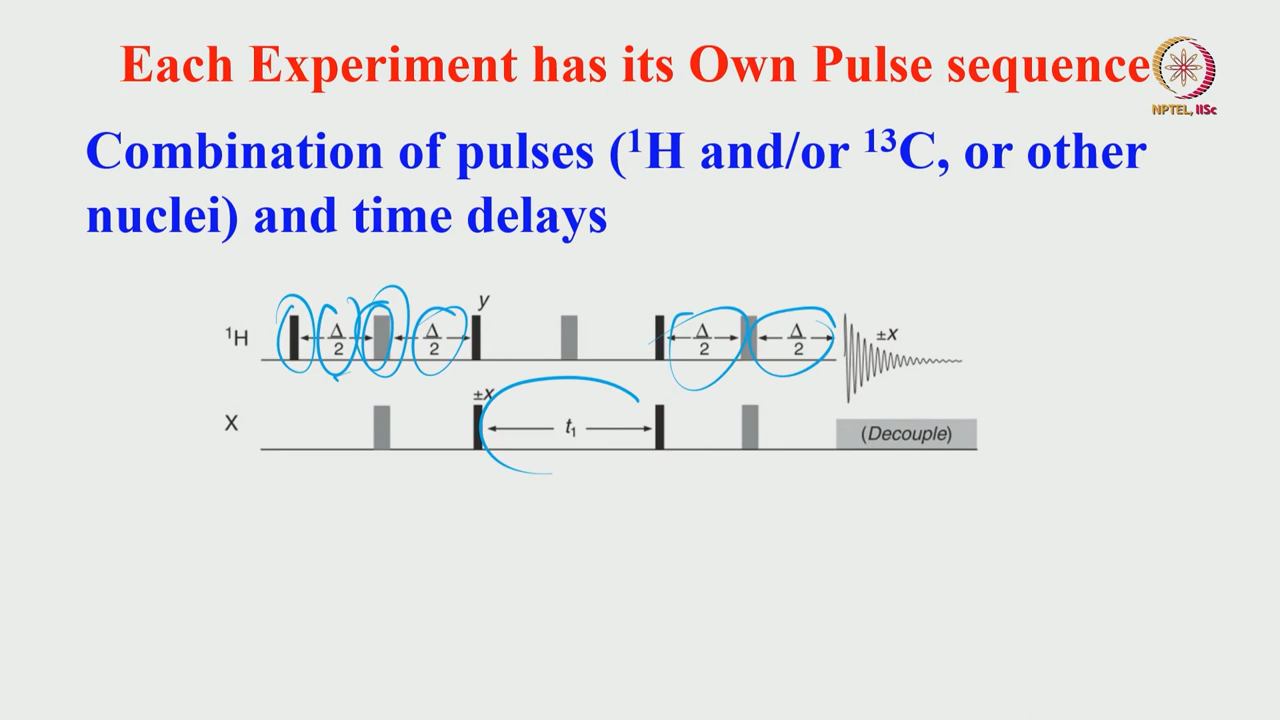 Each Experiment has its Own Pulse sequence
NPTEL, IISc
Combination of pulses (¹H and/or ¹³C, or other
nuclei) and time delays
y
¹H
Δ/2
Δ/2
Δ/2
Δ/2
±x
±x
X
t₁
(Decouple)